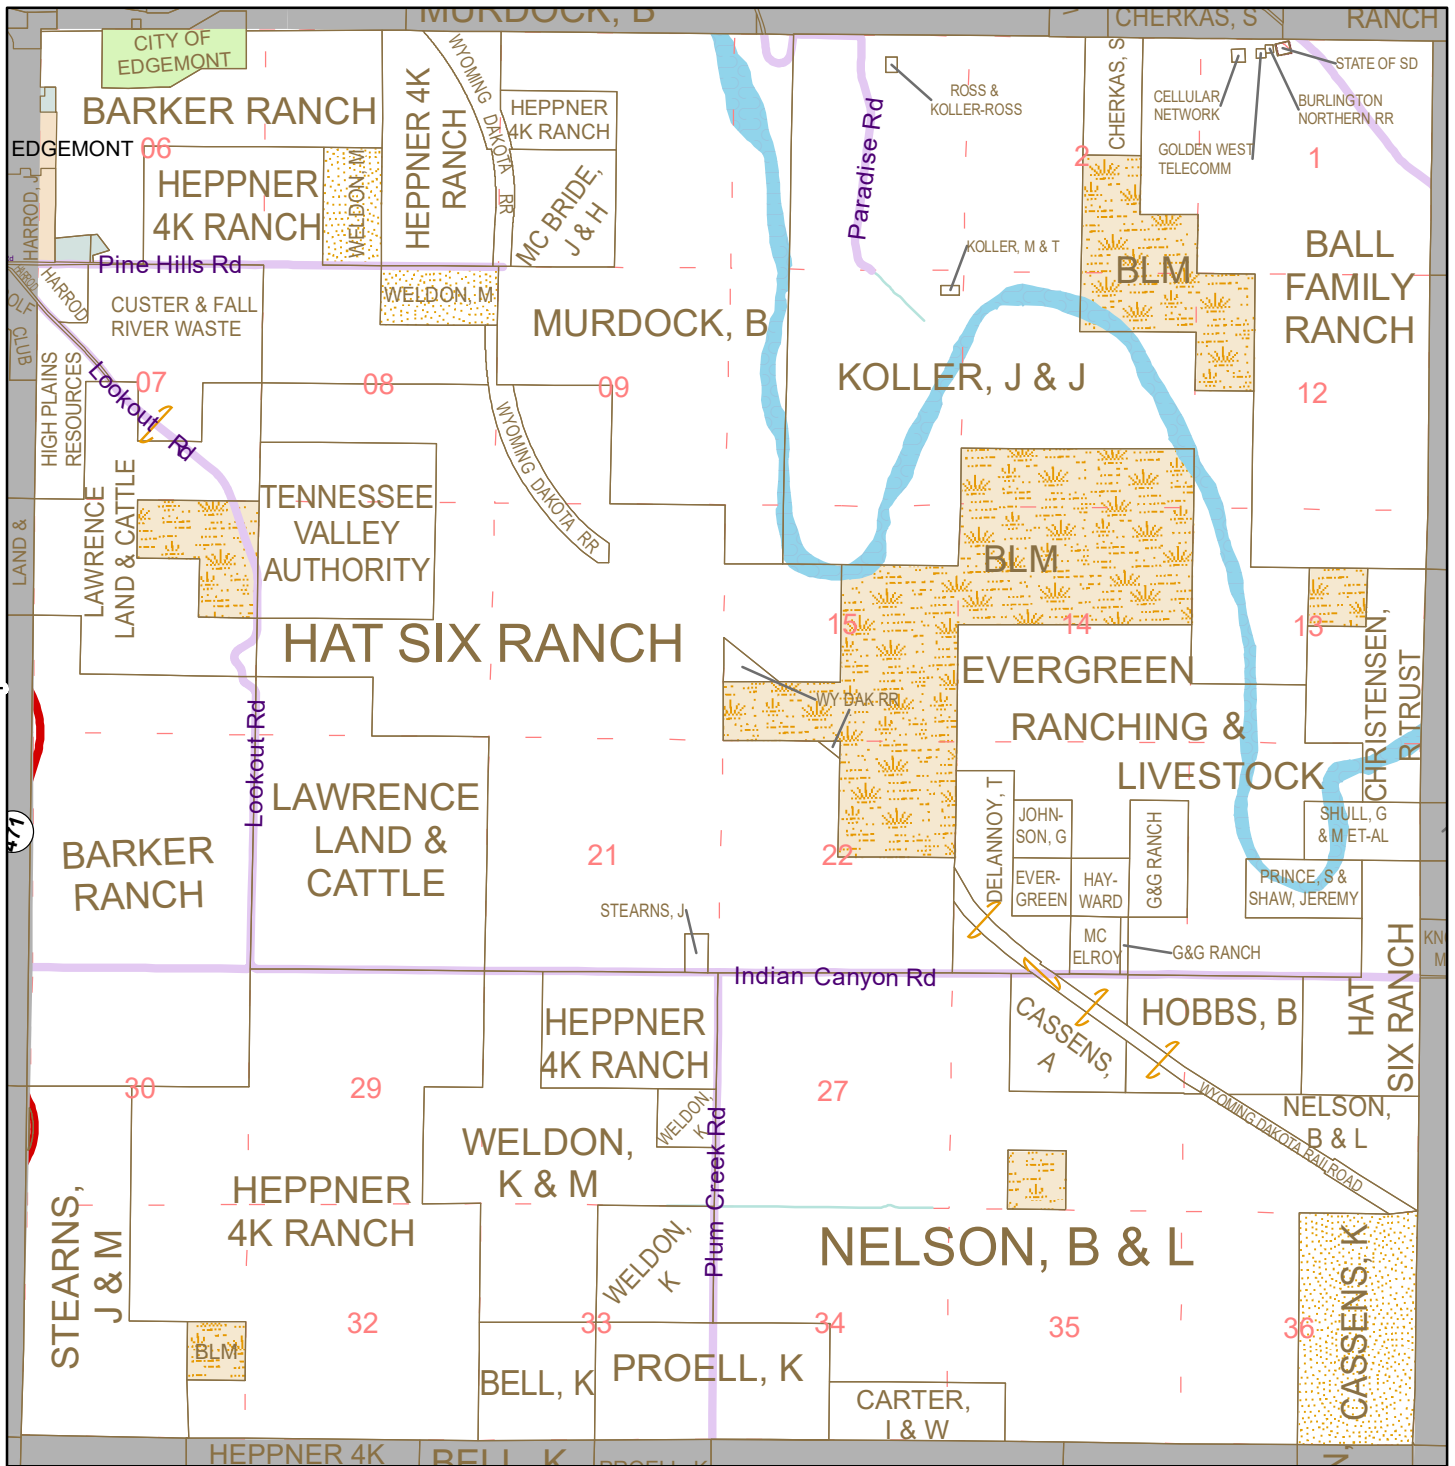 MURDOCK, B
CHERKAS, S
RANCH
CITY OF
EDGEMONT
BARKER RANCH
EDGEMONT
06
HARROD, J
HEPPNER
4K RANCH
WELDON, M
HEPPNER 4K
RANCH
WYOMING DAKOTA RR
HEPPNER
4K RANCH
MC BRIDE,
J & H
Paradise Rd
ROSS &
KOLLER-ROSS
CHERKAS, S
2
CELLULAR
NETWORK
STATE OF SD
BURLINGTON
NORTHERN RR
GOLDEN WEST
TELECOMM
1
KOLLER, M & T
BLM
BALL
FAMILY
RANCH
Pine Hills Rd
HARROD
CUSTER & FALL
RIVER WASTE
OLF
CLUB
WELDON, M
MURDOCK, B
KOLLER, J & J
HIGH PLAINS
RESOURCES
Lookout Rd
07
08
09
12
WYOMING DAKOTA RR
LAND &
LAWRENCE
LAND & CATTLE
TENNESSEE
VALLEY
AUTHORITY
BLM
HAT SIX RANCH
15
14
13
EVERGREEN
RANCHING &
LIVESTOCK
CHRISTENSEN,
R TRUST
WY DAK RR
Lookout Rd
471
BARKER
RANCH
LAWRENCE
LAND &
CATTLE
21
22
DELANNOY, T
JOHN-
SON, G
EVER-
GREEN
HAY-
WARD
G&G RANCH
SHULL, G
& M ET-AL
PRINCE, S &
SHAW, JEREMY
STEARNS, J
MC
ELROY
G&G RANCH
KNO
M
Indian Canyon Rd
HEPPNER
4K RANCH
CASSENS,
A
HOBBS, B
HAT
SIX RANCH
30
29
27
WELDON,
K
WELDON,
K & M
Plum Creek Rd
WYOMING DAKOTA RAILROAD
NELSON,
B & L
STEARNS,
J & M
HEPPNER
4K RANCH
WELDON,
K
NELSON, B & L
CASSENS, K
32
33
34
35
36
BLM
BELL, K
PROELL, K
CARTER,
I & W
HEPPNER 4K
BELL, K
PROELL, K
N,